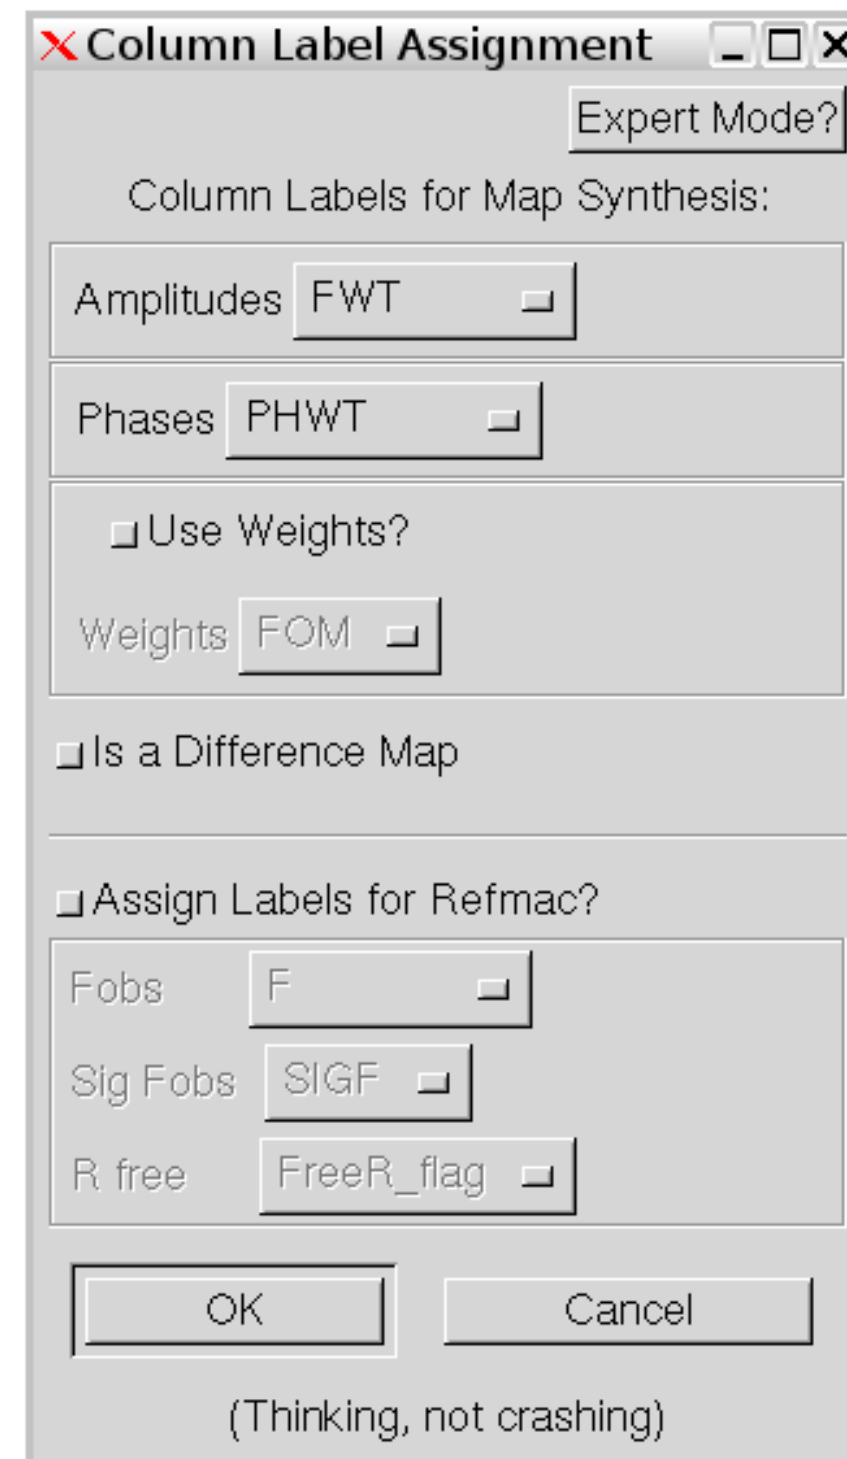 Column Label Assignment
Expert Mode?
Column Labels for Map Synthesis:
Amplitudes FWT
Phases PHWT
Use Weights?
Weights FOM
Is a Difference Map
Assign Labels for Refmac?
Fobs F
Sig Fobs SIGF
R free FreeR_flag
OK Cancel
(Thinking, not crashing)